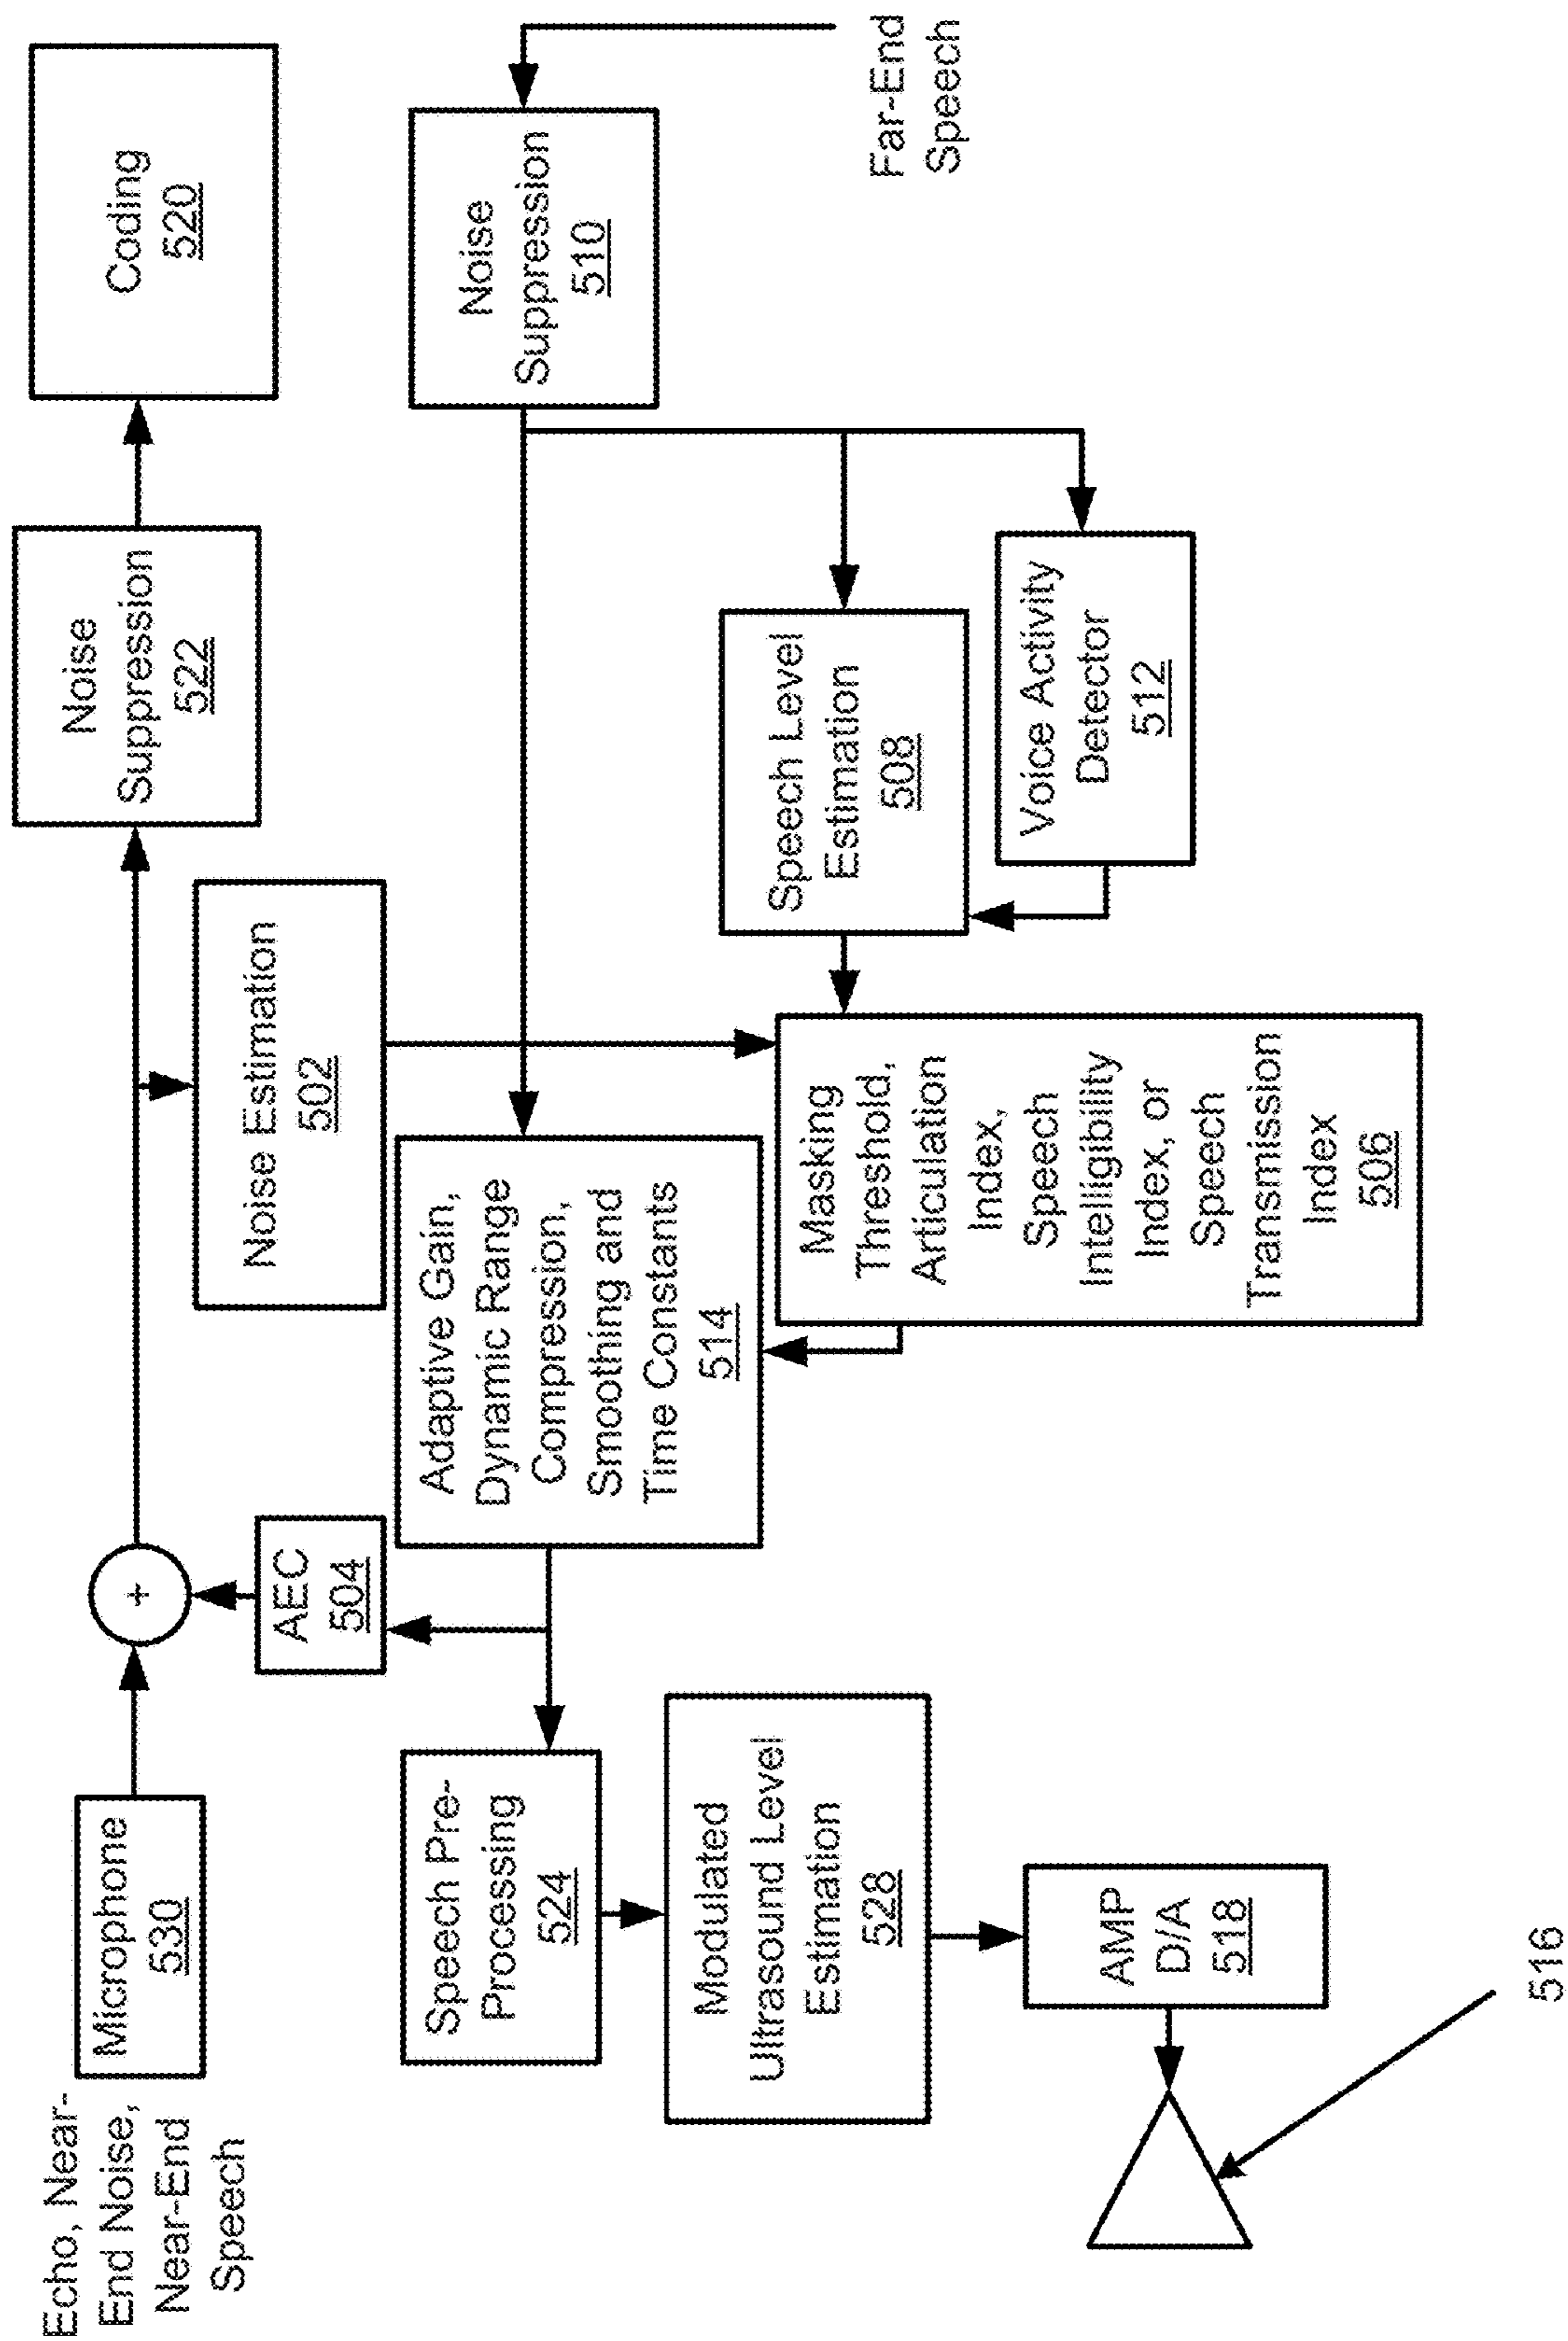 Echo, Near-
End Noise,
Near-End
Speech
Microphone
530
+
AEC
504
Noise Estimation
502
Noise
Suppression
522
Coding
520
Speech Pre-
Processing
524
Adaptive Gain,
Dynamic Range
Compression,
Smoothing and
Time Constants
514
Noise
Suppression
510
Modulated
Ultrasound Level
Estimation
528
Speech Level
Estimation
508
Masking
Threshold,
Articulation
Index,
Speech
Intelligibility
Index, or
Speech
Transmission
Index
506
Voice Activity
Detector
512
Far-End
Speech
AMP
D/A
518
516